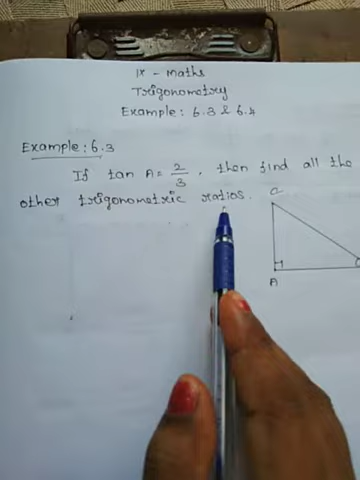 IX - Maths
Trigonometry
Example: 6.3 & 6.4
Example: 6.3
If tan A = 2/3, then find all the
other trigonometric ratios.
C
A